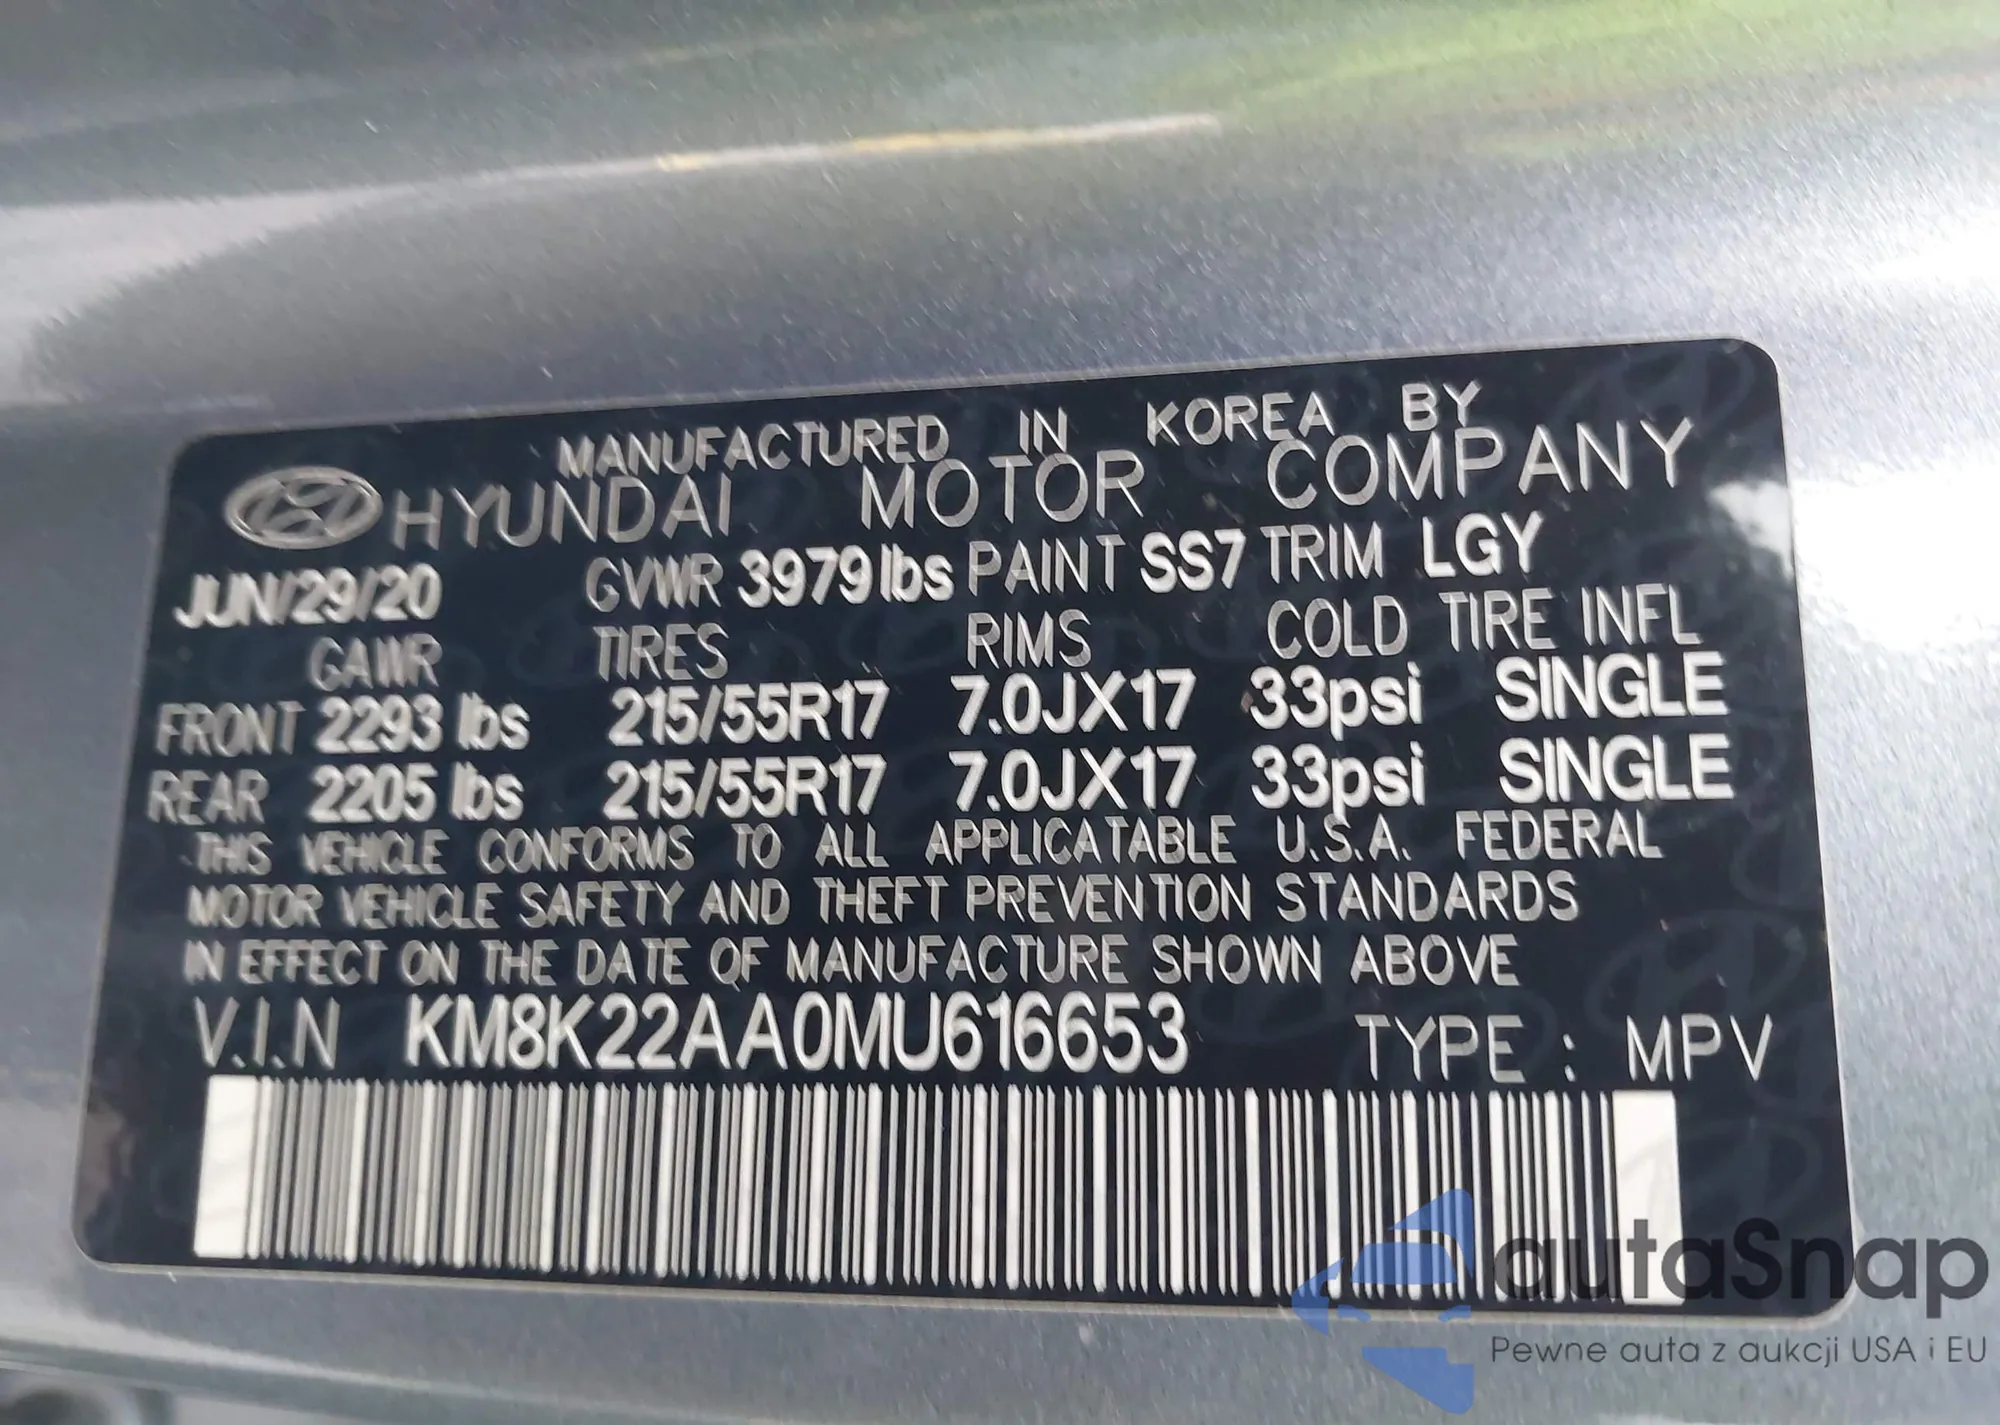 MANUFACTURED IN KOREA BY
HYUNDAI MOTOR COMPANY
JUN/29/20 GVWR 3979lbs PAINT SS7 TRIM LGY
GAWR TIRES RIMS COLD TIRE INFL
FRONT 2293 lbs 215/55R17 7.0JX17 33psi SINGLE
REAR 2205 lbs 215/55R17 7.0JX17 33psi SINGLE
THIS VEHICLE CONFORMS TO ALL APPLICATABLE U.S.A. FEDERAL
MOTOR VEHICLE SAFETY AND THEFT PREVENTION STANDARDS
IN EFFECT ON THE DATE OF MANUFACTURE SHOWN ABOVE
V.I.N KM8K22AA0MU616653 TYPE : MPV
autaSnap
Pewne auta z aukcji USA i EU